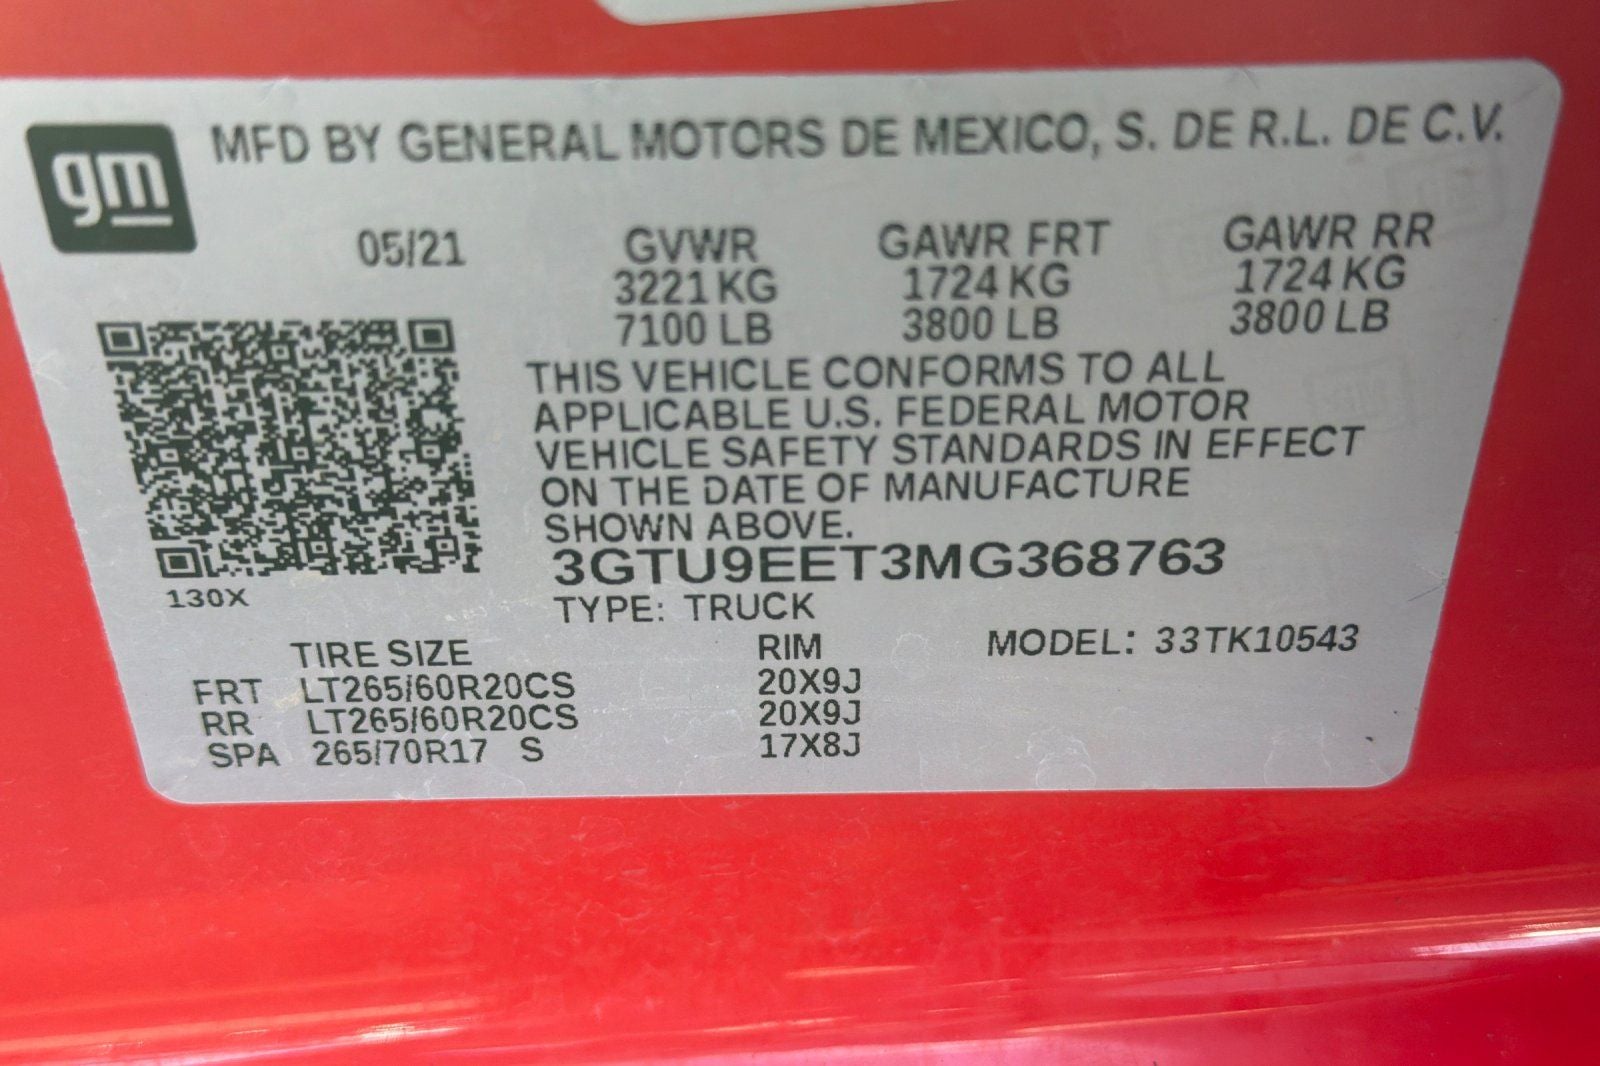 gm
MFD BY GENERAL MOTORS DE MEXICO, S. DE R.L. DE C.V.
05/21 GVWR GAWR FRT GAWR RR
3221 KG 1724 KG 1724 KG
7100 LB 3800 LB 3800 LB
THIS VEHICLE CONFORMS TO ALL
APPLICABLE U.S. FEDERAL MOTOR
VEHICLE SAFETY STANDARDS IN EFFECT
ON THE DATE OF MANUFACTURE
SHOWN ABOVE.
3GTU9EET3MG368763
130X
TYPE: TRUCK
TIRE SIZE RIM MODEL: 33TK10543
FRT LT265/60R20CS 20X9J
RR LT265/60R20CS 20X9J
SPA 265/70R17 S 17X8J